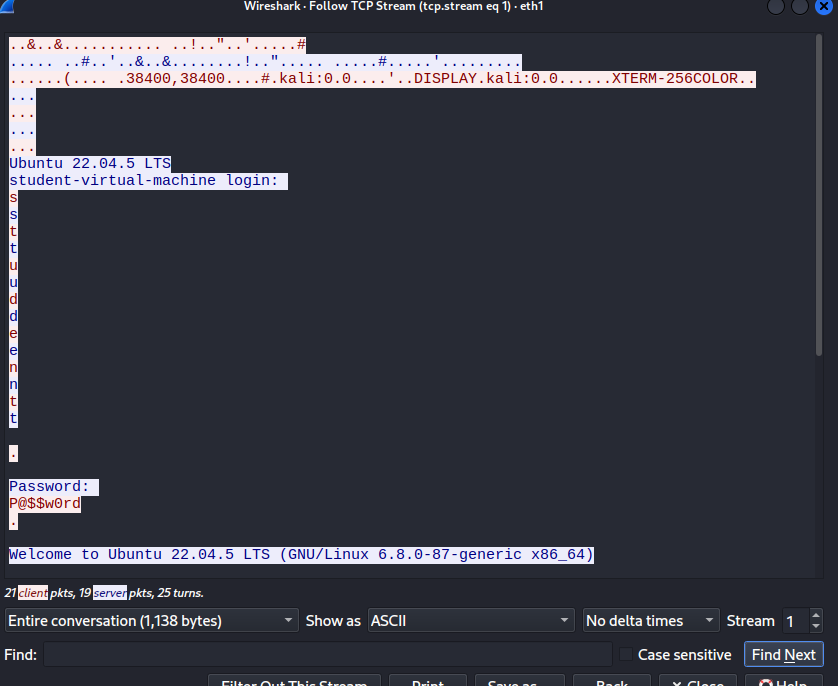 Wireshark · Follow TCP Stream (tcp.stream eq 1) · eth1
..&..&........... ..!.."..'.....#
..... ..#..'..&..&........!.."..... .....#.....'.........
......(.... .38400,38400....#.kali:0.0....'..DISPLAY.kali:0.0......XTERM-256COLOR..
...
...
...
...
Ubuntu 22.04.5 LTS
student-virtual-machine login:
s
s
t
t
u
u
d
d
e
e
n
n
t
t
.
Password:
P@$$w0rd
.
Welcome to Ubuntu 22.04.5 LTS (GNU/Linux 6.8.0-87-generic x86_64)
21 client pkts, 19 server pkts, 25 turns.
Entire conversation (1,138 bytes) Show as ASCII No delta times Stream 1
Find: Case sensitive Find Next
Filter Out This Stream Print Save as... Back Close Help